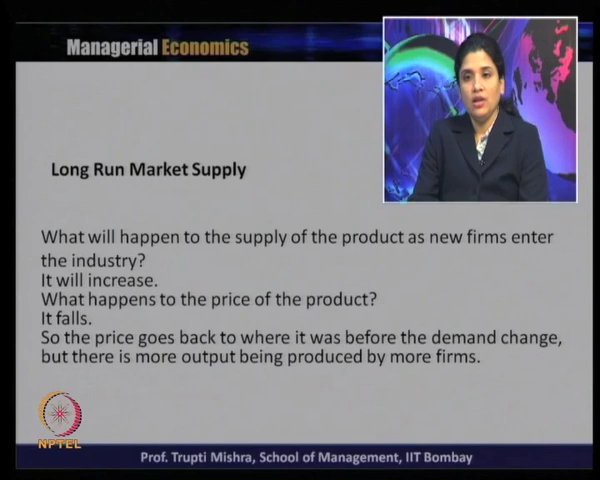 Managerial Economics
Long Run Market Supply
What will happen to the supply of the product as new firms enter
the industry?
It will increase.
What happens to the price of the product?
It falls.
So the price goes back to where it was before the demand change,
but there is more output being produced by more firms.
NPTEL
Prof. Trupti Mishra, School of Management, IIT Bombay